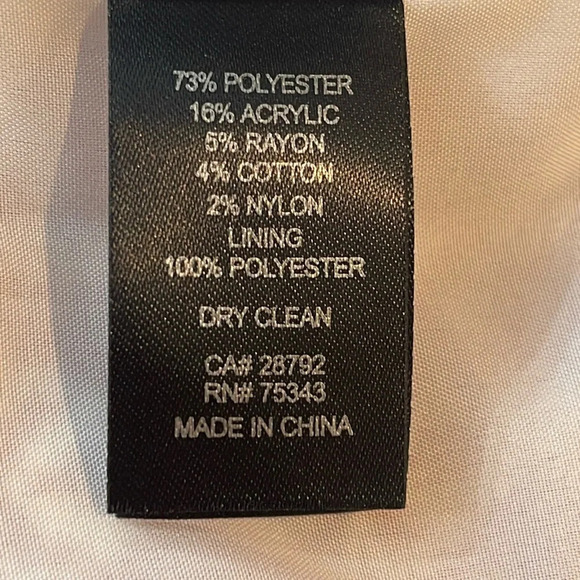 73% POLYESTER
16% ACRYLIC
5% RAYON
4% COTTON
2% NYLON
LINING
100% POLYESTER
DRY CLEAN
CA# 28792
RN# 75343
MADE IN CHINA